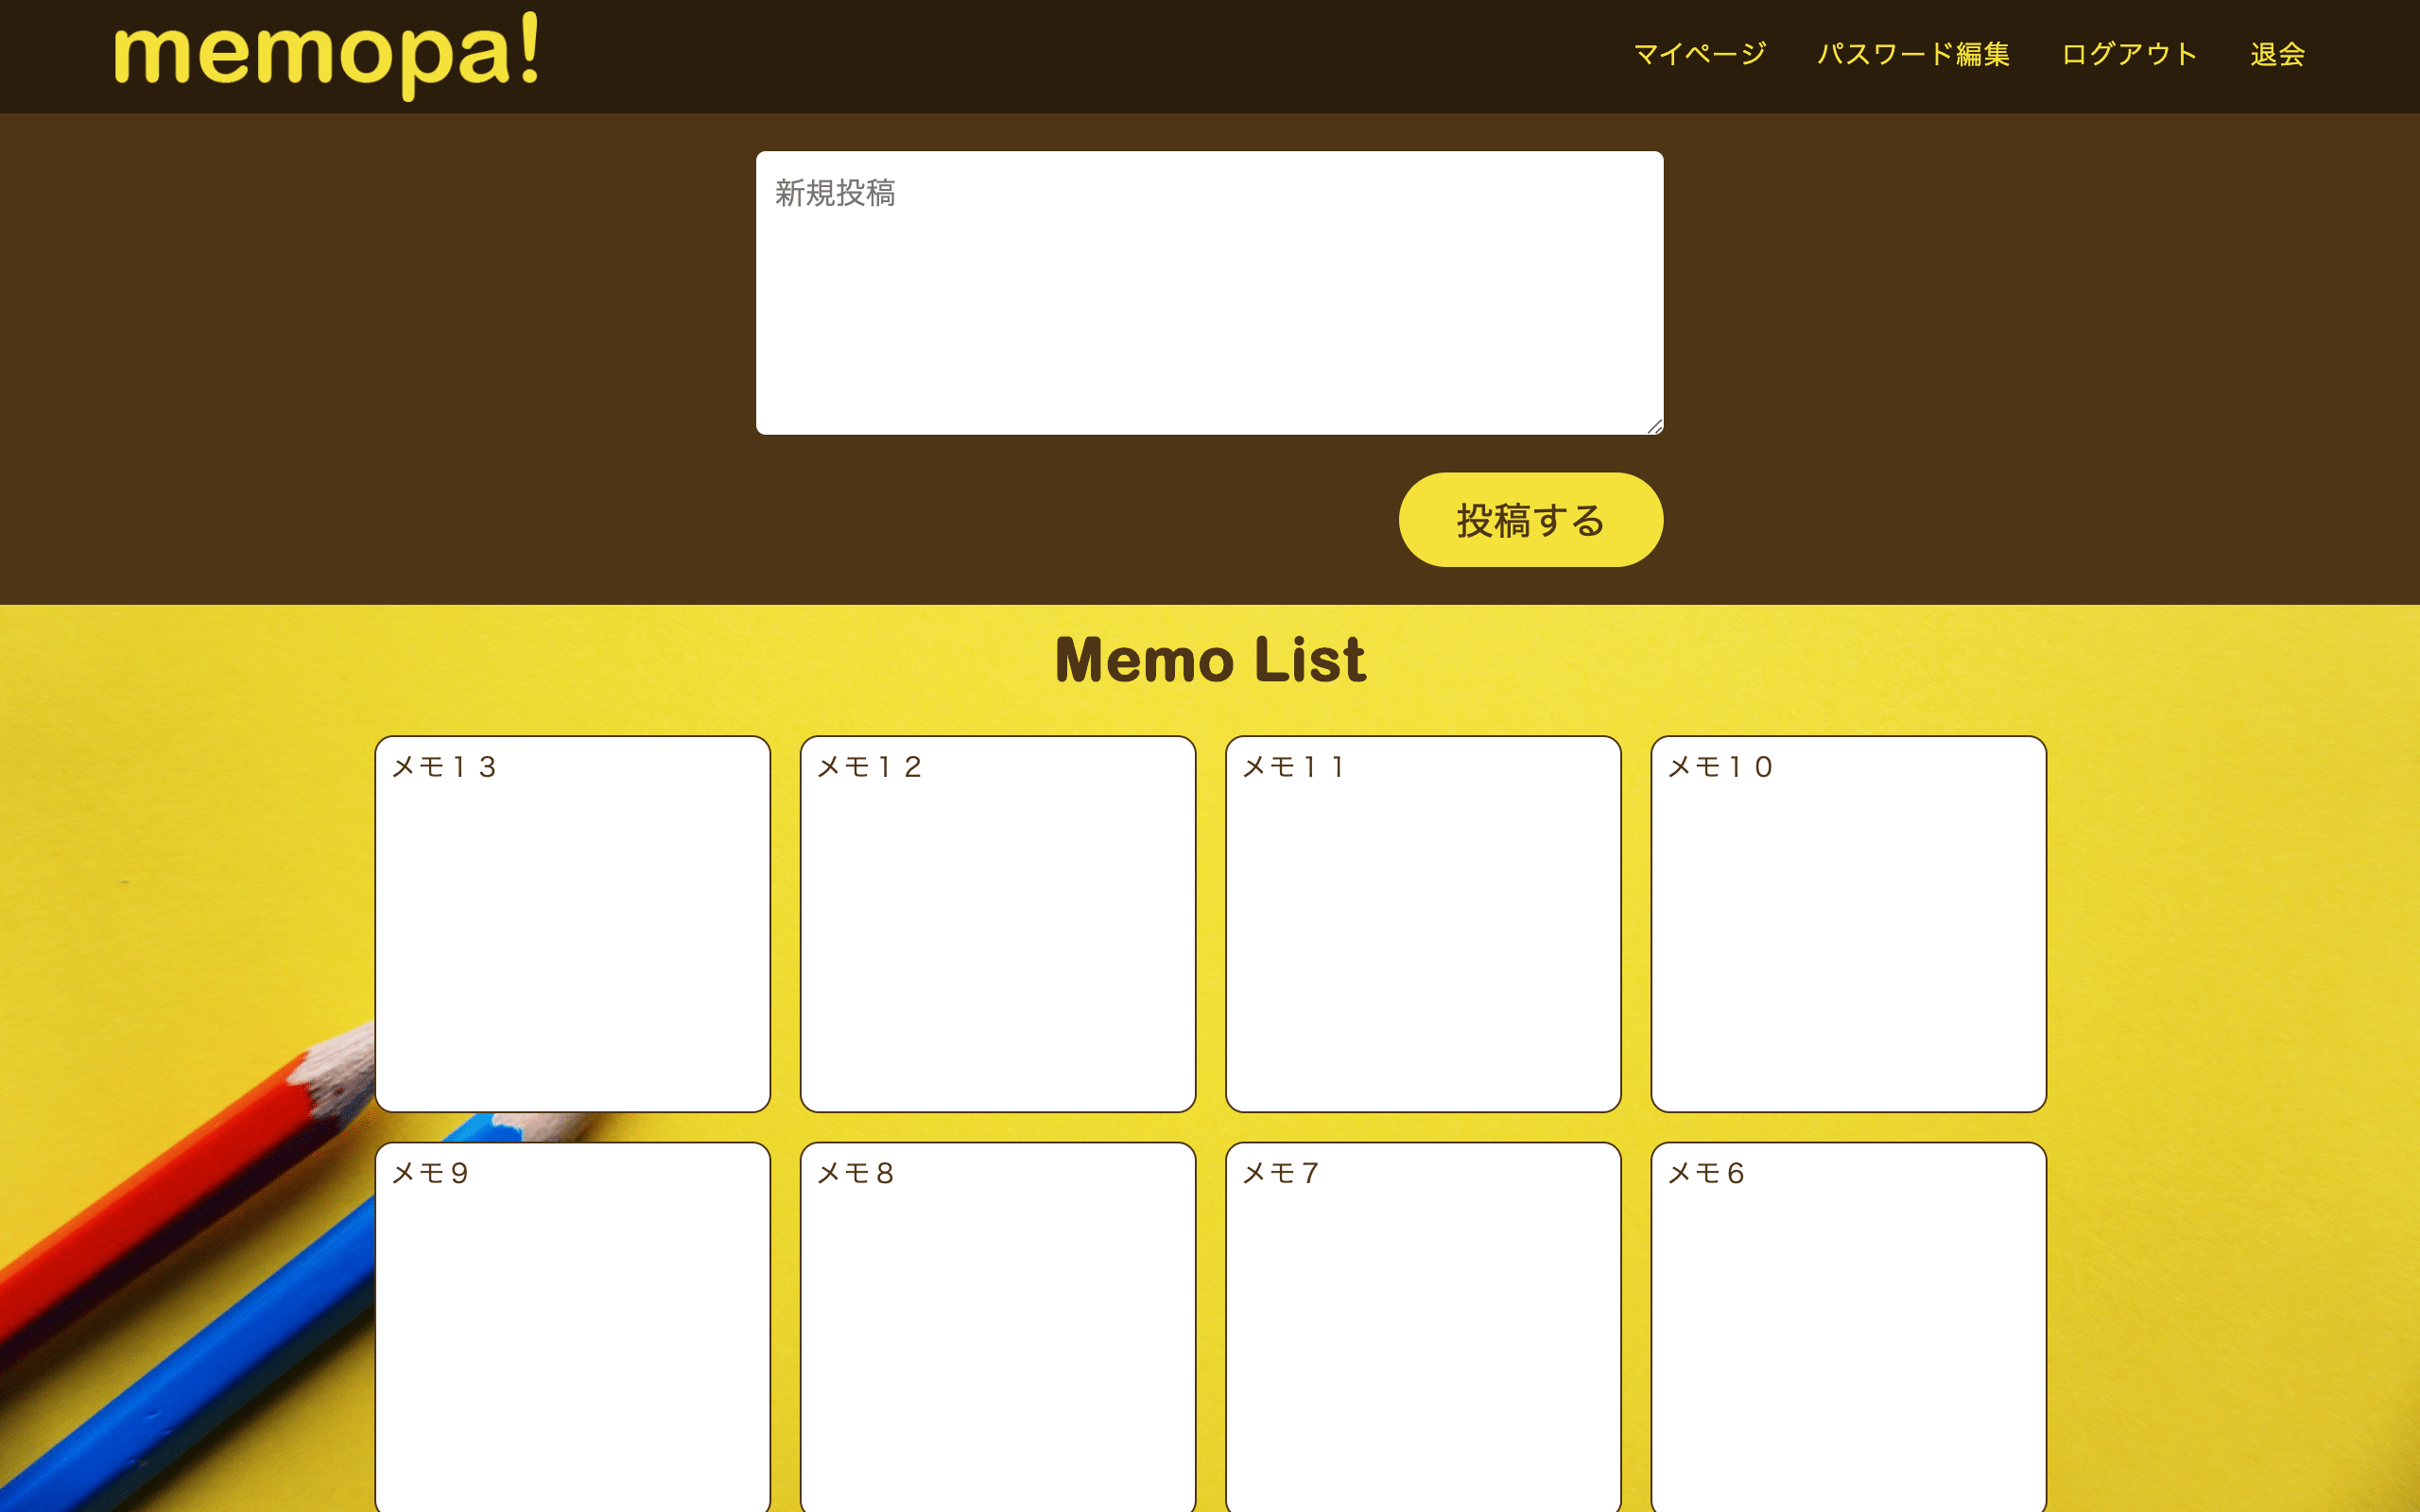 memopa!
マイページ パスワード編集 ログアウト 退会
新規投稿
投稿する
Memo List
メモ１３ メモ１２ メモ１１ メモ１０
メモ９ メモ８ メモ７ メモ６